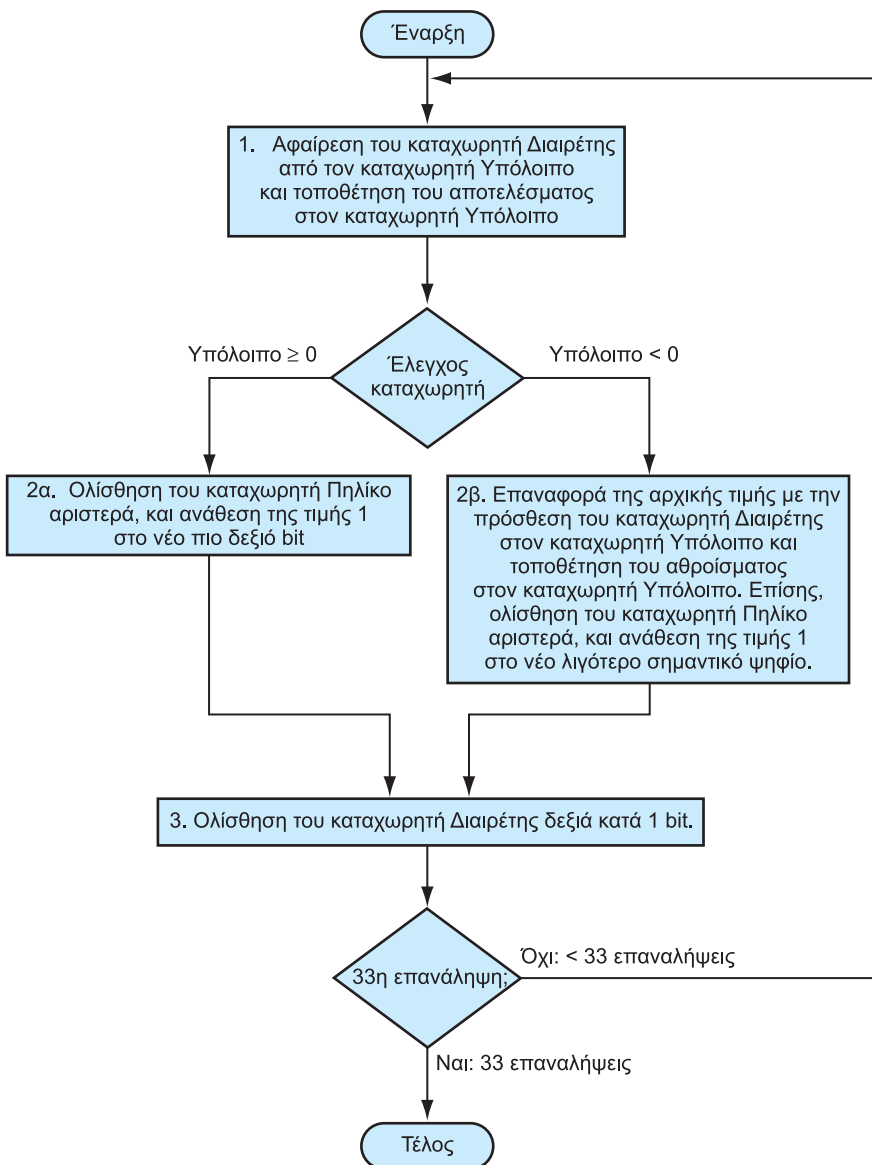 Έναρξη
1. Αφαίρεση του καταχωρητή Διαιρέτης
από τον καταχωρητή Υπόλοιπο
και τοποθέτηση του αποτελέσματος
στον καταχωρητή Υπόλοιπο
Υπόλοιπο ≥ 0
Υπόλοιπο < 0
Έλεγχος
καταχωρητή
2α. Ολίσθηση του καταχωρητή Πηλίκο
αριστερά, και ανάθεση της τιμής 1
στο νέο πιο δεξιό bit
2β. Επαναφορά της αρχικής τιμής με την
πρόσθεση του καταχωρητή Διαιρέτης
στον καταχωρητή Υπόλοιπο και
τοποθέτηση του αθροίσματος
στον καταχωρητή Υπόλοιπο. Επίσης,
ολίσθηση του καταχωρητή Πηλίκο
αριστερά, και ανάθεση της τιμής 1
στο νέο λιγότερο σημαντικό ψηφίο.
3. Ολίσθηση του καταχωρητή Διαιρέτης δεξιά κατά 1 bit.
33η επανάληψη;
Όχι: < 33 επαναλήψεις
Ναι: 33 επαναλήψεις
Τέλος